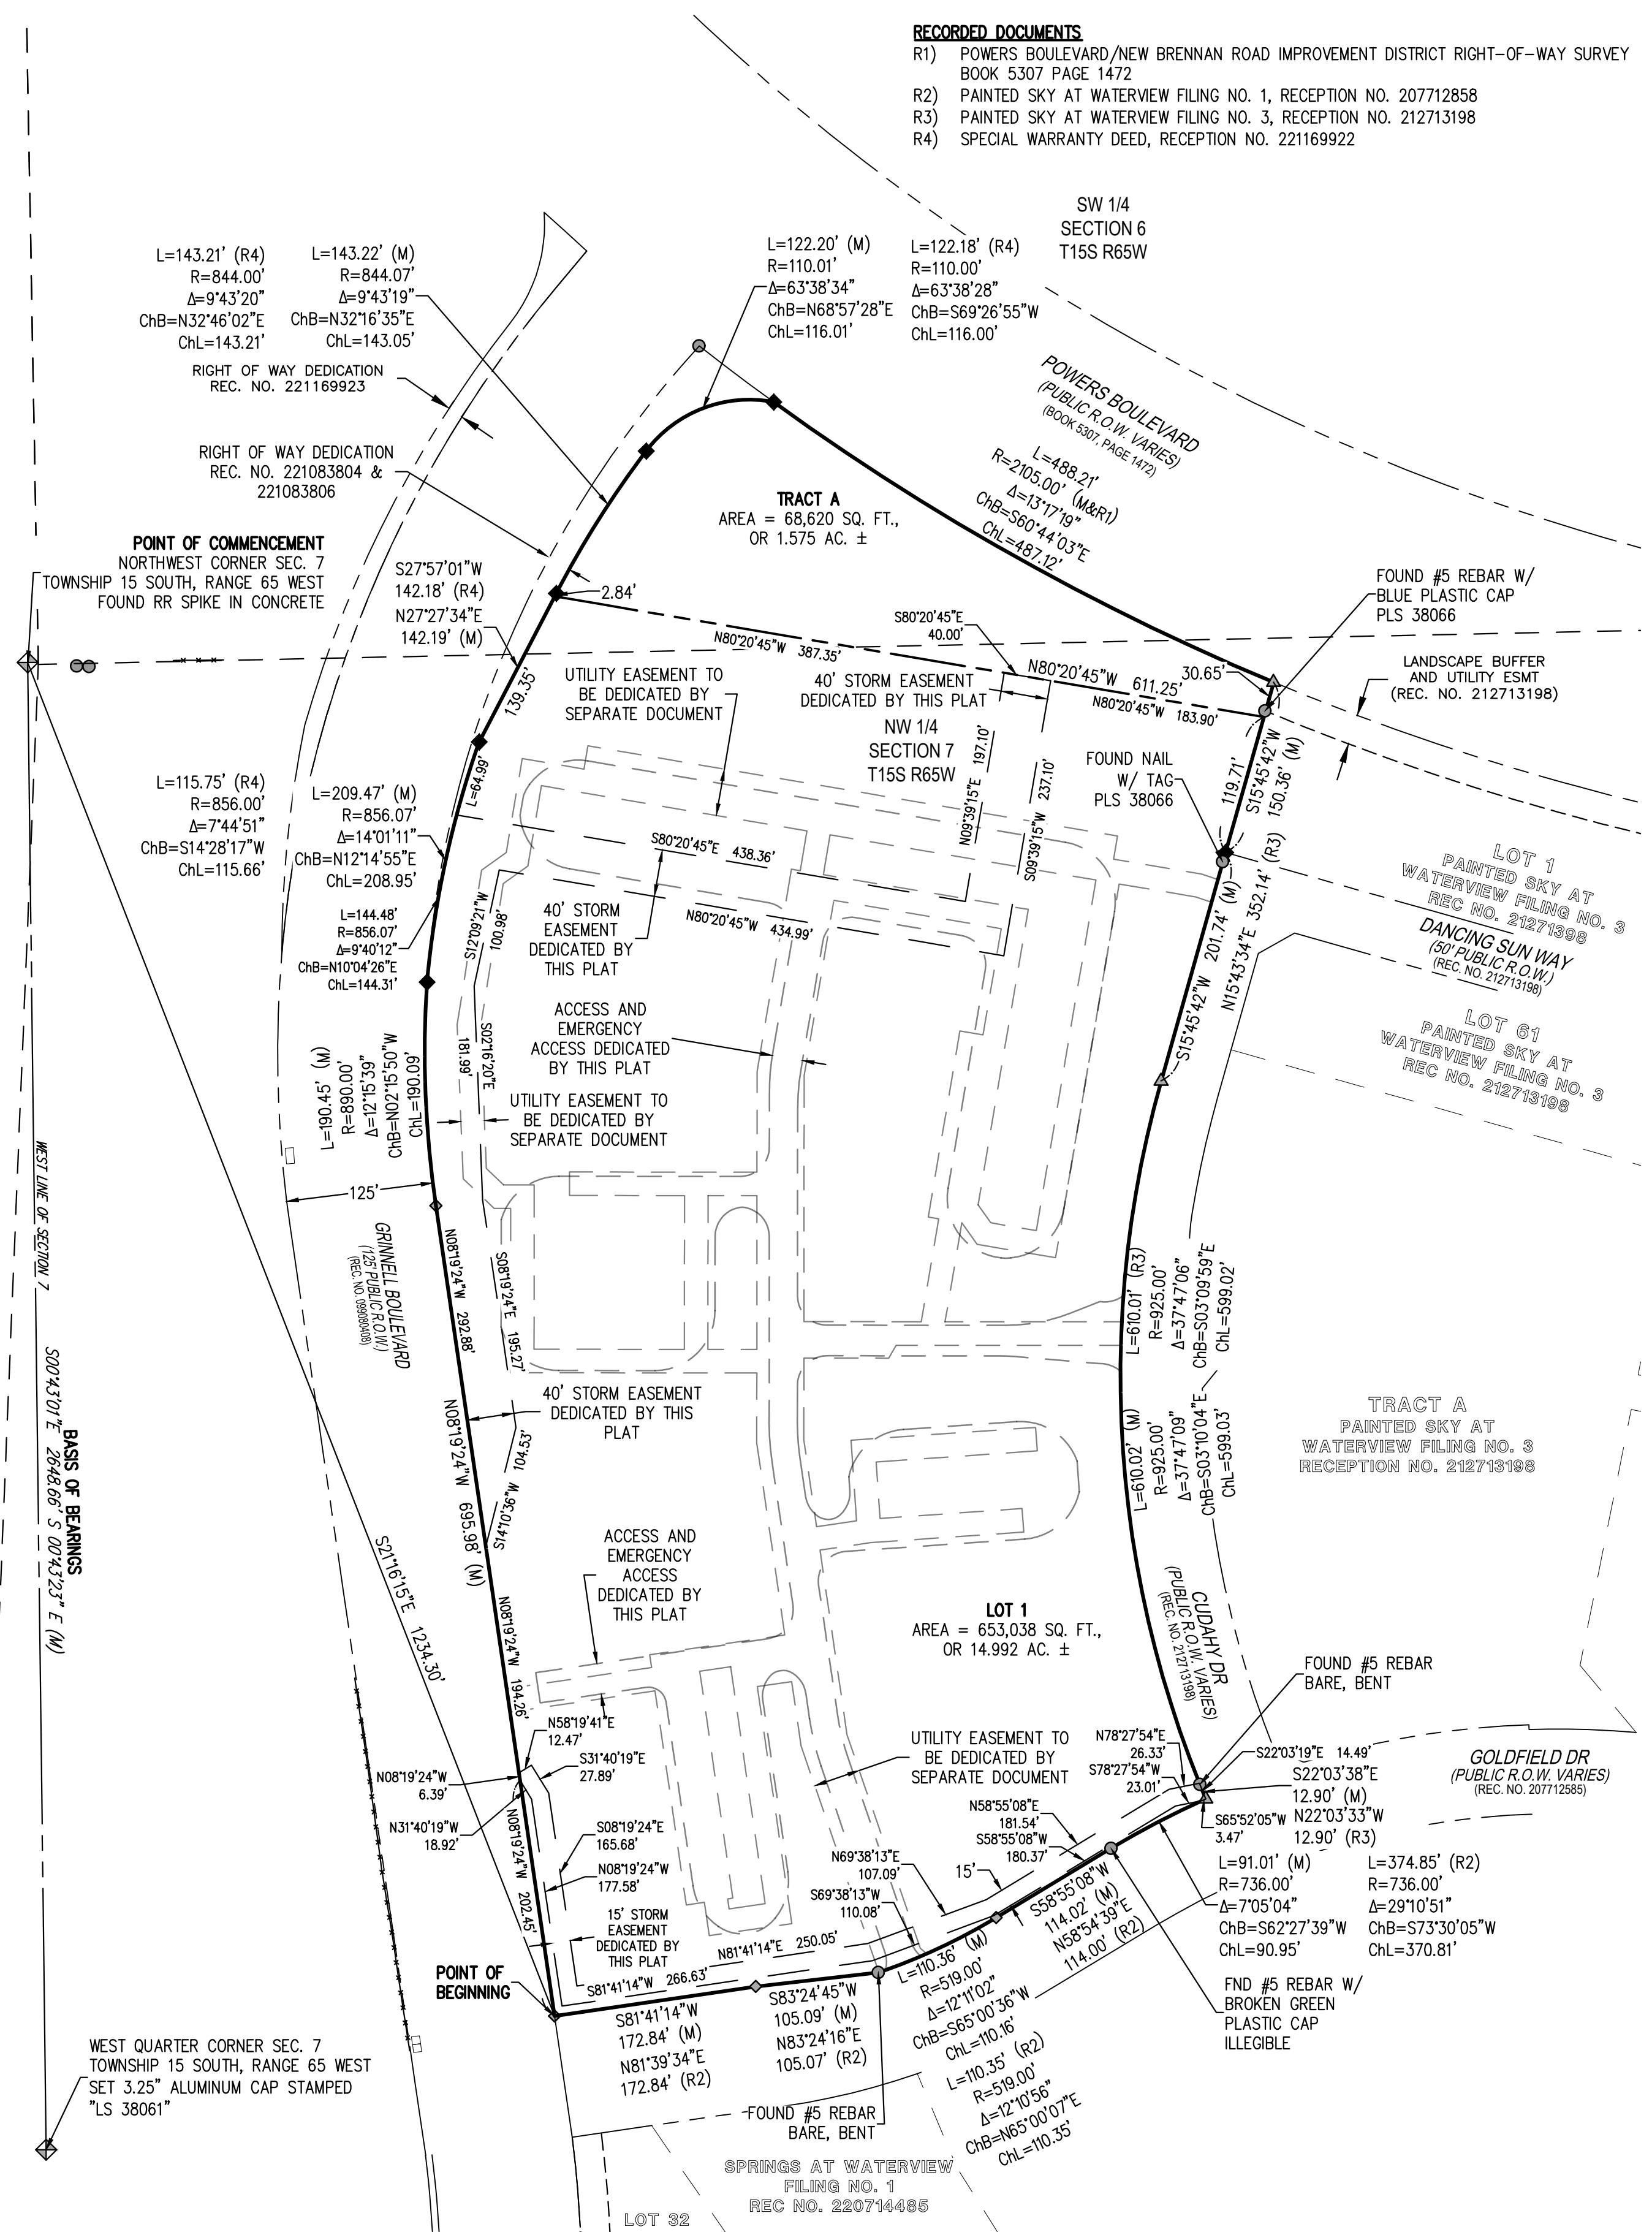 RECORDED DOCUMENTS
R1) POWERS BOULEVARD/NEW BRENNAN ROAD IMPROVEMENT DISTRICT RIGHT-OF-WAY SURVEY
BOOK 5307 PAGE 1472
R2) PAINTED SKY AT WATERVIEW FILING NO. 1, RECEPTION NO. 207712858
R3) PAINTED SKY AT WATERVIEW FILING NO. 3, RECEPTION NO. 212713198
R4) SPECIAL WARRANTY DEED, RECEPTION NO. 221169922
SW 1/4
SECTION 6
T15S R65W
L=143.21' (R4)
R=844.00'
Δ=9°43'20"
ChB=N32°46'02"E
ChL=143.21'
L=143.22' (M)
R=844.07'
Δ=9°43'19"
ChB=N32°16'35"E
ChL=143.05'
L=122.20' (M)
R=110.01'
Δ=63°38'34"
ChB=N68°57'28"E
ChL=116.01'
L=122.18' (R4)
R=110.00'
Δ=63°38'28"
ChB=S69°26'55"W
ChL=116.00'
RIGHT OF WAY DEDICATION
REC. NO. 221169923
RIGHT OF WAY DEDICATION
REC. NO. 221083804 &
221083806
POWERS BOULEVARD
(PUBLIC R.O.W. VARIES)
(BOOK 5307, PAGE 1472)
L=488.21'
R=2105.00' (M&R1)
Δ=13°17'19"
ChB=S60°44'03"E
ChL=487.12'
TRACT A
AREA = 68,620 SQ. FT.,
OR 1.575 AC. ±
POINT OF COMMENCEMENT
NORTHWEST CORNER SEC. 7
TOWNSHIP 15 SOUTH, RANGE 65 WEST
FOUND RR SPIKE IN CONCRETE
S27°57'01"W
142.18' (R4)
N27°27'34"E
142.19' (M)
2.84'
139.35'
FOUND #5 REBAR W/
BLUE PLASTIC CAP
PLS 38066
S80°20'45"E
40.00'
N80°20'45"W 387.35'
N80°20'45"W 611.25'
N80°20'45"W 183.90'
30.65'
LANDSCAPE BUFFER
AND UTILITY ESMT
(REC. NO. 212713198)
UTILITY EASEMENT TO
BE DEDICATED BY
SEPARATE DOCUMENT
40' STORM EASEMENT
DEDICATED BY THIS PLAT
NW 1/4
SECTION 7
T15S R65W
FOUND NAIL
W/ TAG
PLS 38066
119.71'
S15°45'42"W
150.36' (M)
N09°39'15"E 197.10'
S09°39'15"W 237.10'
L=64.99'
L=115.75' (R4)
R=856.00'
Δ=7°44'51"
ChB=S14°28'17"W
ChL=115.66'
L=209.47' (M)
R=856.07'
Δ=14°01'11"
ChB=N12°14'55"E
ChL=208.95'
S80°20'45"E 438.36'
N80°20'45"W 434.99'
L=144.48'
R=856.07'
Δ=9°40'12"
ChB=N10°04'26"E
ChL=144.31'
S12°09'21"W
100.98'
40' STORM
EASEMENT
DEDICATED BY
THIS PLAT
LOT 1
PAINTED SKY AT
WATERVIEW FILING NO. 3
REC NO. 21271398
DANCING SUN WAY
(50' PUBLIC R.O.W.)
(REC. NO. 212713198)
S15°45'42"W 201.74' (M)
N15°43'34"E 352.14' (R3)
LOT 61
PAINTED SKY AT
WATERVIEW FILING NO. 3
REC NO. 212713198
ACCESS AND
EMERGENCY
ACCESS DEDICATED
BY THIS PLAT
S02°16'20"E
181.99'
L=190.45' (M)
R=890.00'
Δ=12°15'39"
ChB=N02°15'50"W
ChL=190.09'
UTILITY EASEMENT TO
BE DEDICATED BY
SEPARATE DOCUMENT
WEST LINE OF SECTION 7
125'
GRINNELL BOULEVARD
(125' PUBLIC R.O.W.)
(REC. NO. 099080408)
N08°19'24"W 292.88'
S08°19'24"E 195.27'
L=610.01' (R3)
R=925.00'
Δ=37°47'06"
ChB=S03°09'59"E
ChL=599.02'
L=610.02' (M)
R=925.00'
Δ=37°47'09"
ChB=S03°10'04"E
ChL=599.03'
40' STORM EASEMENT
DEDICATED BY THIS
PLAT
TRACT A
PAINTED SKY AT
WATERVIEW FILING NO. 3
RECEPTION NO. 212713198
N08°19'24"W 695.98' (M)
S14°10'36"W 104.53'
BASIS OF BEARINGS
S00°43'01"E 2648.66' S 00°43'23" E (M)
S21°16'15"E 1234.30'
ACCESS AND
EMERGENCY
ACCESS
DEDICATED BY
THIS PLAT
LOT 1
AREA = 653,038 SQ. FT.,
OR 14.992 AC. ±
CUDAHY DR
(PUBLIC R.O.W. VARIES)
(REC. NO. 212713198)
N08°19'24"W 194.26'
FOUND #5 REBAR
BARE, BENT
N58°19'41"E
12.47'
S31°40'19"E
27.89'
N08°19'24"W
6.39'
N31°40'19"W
18.92'
UTILITY EASEMENT TO
BE DEDICATED BY
SEPARATE DOCUMENT
N78°27'54"E
26.33'
S78°27'54"W
23.01'
S22°03'19"E 14.49'
S22°03'38"E
12.90' (M)
N22°03'33"W
12.90' (R3)
GOLDFIELD DR
(PUBLIC R.O.W. VARIES)
(REC. NO. 207712585)
S65°52'05"W
3.47'
N58°55'08"E
181.54'
S58°55'08"W
180.37'
N08°19'24"W 202.45'
S08°19'24"E
165.68'
N08°19'24"W
177.58'
N69°38'13"E
107.09'
S69°38'13"W
110.08'
15'
L=91.01' (M)
R=736.00'
Δ=7°05'04"
ChB=S62°27'39"W
ChL=90.95'
L=374.85' (R2)
R=736.00'
Δ=29°10'51"
ChB=S73°30'05"W
ChL=370.81'
S58°55'08"W
114.02' (M)
N58°54'39"E
114.00' (R2)
15' STORM
EASEMENT
DEDICATED BY
THIS PLAT
N81°41'14"E 250.05'
S81°41'14"W 266.63'
POINT OF
BEGINNING
S81°41'14"W
172.84' (M)
N81°39'34"E
172.84' (R2)
S83°24'45"W
105.09' (M)
N83°24'16"E
105.07' (R2)
L=110.36' (M)
R=519.00'
Δ=12°11'02"
ChB=S65°00'36"W
ChL=110.16'
L=110.35' (R2)
R=519.00'
Δ=12°10'56"
ChB=N65°00'07"E
ChL=110.35'
FND #5 REBAR W/
BROKEN GREEN
PLASTIC CAP
ILLEGIBLE
WEST QUARTER CORNER SEC. 7
TOWNSHIP 15 SOUTH, RANGE 65 WEST
SET 3.25" ALUMINUM CAP STAMPED
"LS 38061"
FOUND #5 REBAR
BARE, BENT
SPRINGS AT WATERVIEW
FILING NO. 1
REC NO. 220714485
LOT 32